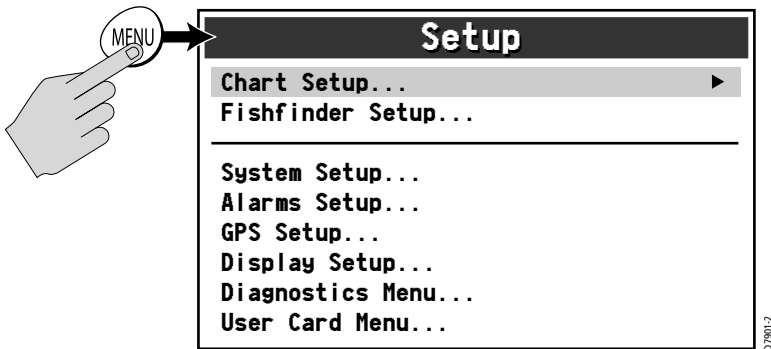 MENU
Setup
Chart Setup...
Fishfinder Setup...
System Setup...
Alarms Setup...
GPS Setup...
Display Setup...
Diagnostics Menu...
User Card Menu...
D7901-2